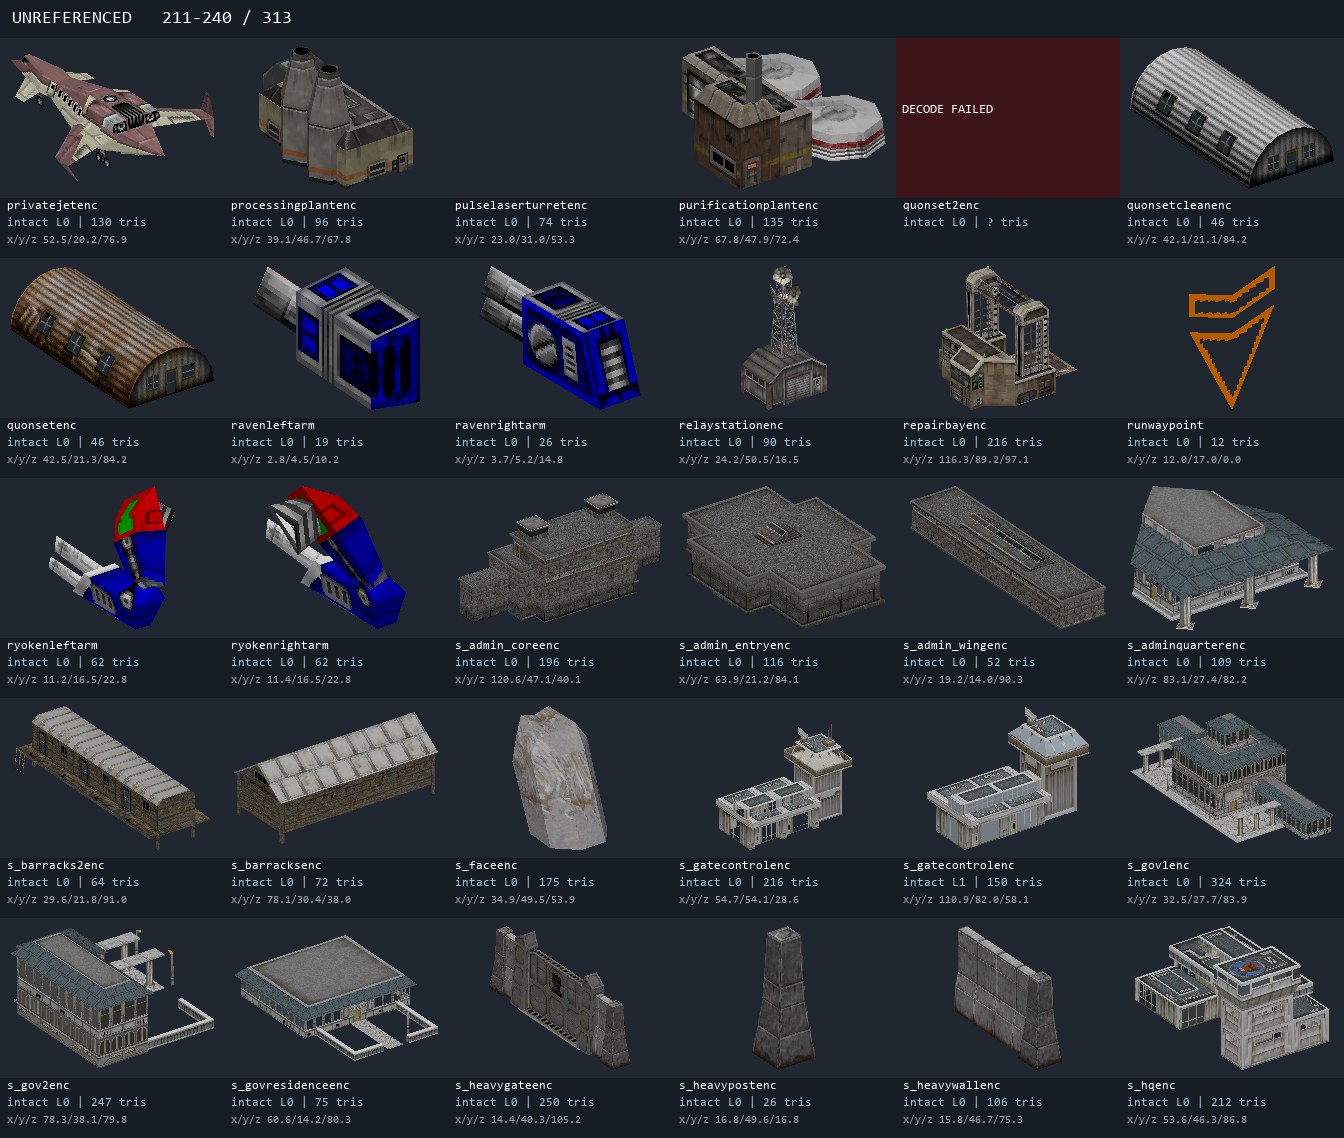 UNREFERENCED 211-240 / 313
DECODE FAILED
privatejetenc processingplantenc pulselaserturretenc purificationplantenc quonset2enc quonsetcleanenc
intact L0 | 130 tris intact L0 | 96 tris intact L0 | 74 tris intact L0 | 135 tris intact L0 | ? tris intact L0 | 46 tris
x/y/z 52.5/20.2/76.9 x/y/z 39.1/46.7/67.8 x/y/z 23.0/31.0/53.3 x/y/z 67.8/47.9/72.4 x/y/z 42.1/21.1/84.2
quonsetenc ravenleftarm ravenrightarm relaystationenc repairbayenc runwaypoint
intact L0 | 46 tris intact L0 | 19 tris intact L0 | 26 tris intact L0 | 90 tris intact L0 | 216 tris intact L0 | 12 tris
x/y/z 42.5/21.3/84.2 x/y/z 2.8/4.5/10.2 x/y/z 3.7/5.2/14.8 x/y/z 24.2/50.5/16.5 x/y/z 116.3/89.2/97.1 x/y/z 12.0/17.0/0.0
ryokenleftarm ryokenrightarm s_admin_coreenc s_admin_entryenc s_admin_wingenc s_adminquarterenc
intact L0 | 62 tris intact L0 | 62 tris intact L0 | 196 tris intact L0 | 116 tris intact L0 | 52 tris intact L0 | 109 tris
x/y/z 11.2/16.5/22.8 x/y/z 11.4/16.5/22.8 x/y/z 120.6/47.1/40.1 x/y/z 63.9/21.2/84.1 x/y/z 19.2/14.0/90.3 x/y/z 83.1/27.4/82.2
s_barracks2enc s_barracksenc s_faceenc s_gatecontrolenc s_gatecontrolenc s_gov1enc
intact L0 | 64 tris intact L0 | 72 tris intact L0 | 175 tris intact L0 | 216 tris intact L1 | 150 tris intact L0 | 324 tris
x/y/z 29.6/21.8/91.0 x/y/z 78.1/30.4/38.0 x/y/z 34.9/49.5/53.9 x/y/z 54.7/54.1/28.6 x/y/z 110.9/82.0/58.1 x/y/z 32.5/27.7/83.9
s_gov2enc s_govresidenceenc s_heavygateenc s_heavypostenc s_heavywallenc s_hqenc
intact L0 | 247 tris intact L0 | 75 tris intact L0 | 250 tris intact L0 | 26 tris intact L0 | 106 tris intact L0 | 212 tris
x/y/z 78.3/38.1/79.8 x/y/z 60.6/14.2/80.3 x/y/z 14.4/40.3/105.2 x/y/z 16.8/49.6/16.8 x/y/z 15.8/46.7/75.3 x/y/z 53.6/46.3/86.8